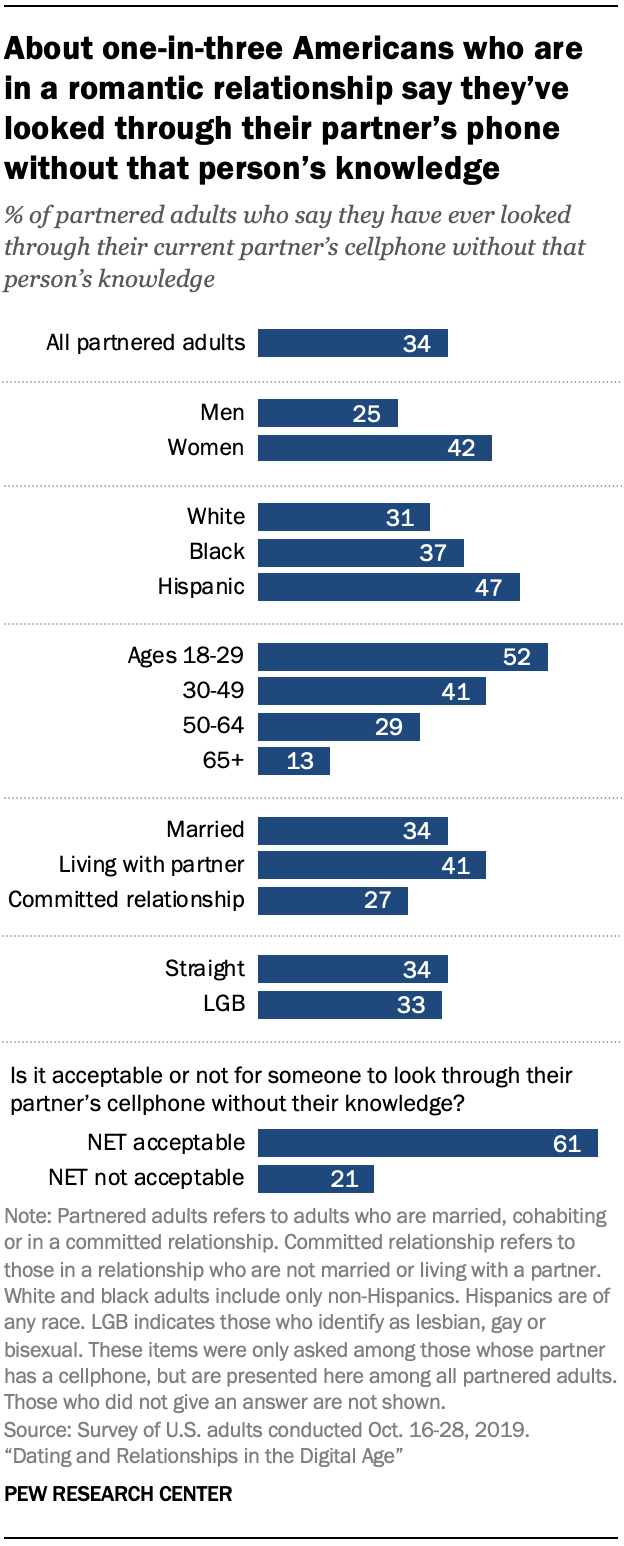 About one-in-three Americans who are
in a romantic relationship say they’ve
looked through their partner’s phone
without that person’s knowledge
% of partnered adults who say they have ever looked
through their current partner’s cellphone without that
person’s knowledge
All partnered adults 34
Men 25
Women 42
White 31
Black 37
Hispanic 47
Ages 18-29 52
30-49 41
50-64 29
65+ 13
Married 34
Living with partner 41
Committed relationship 27
Straight 34
LGB 33
Is it acceptable or not for someone to look through their
partner’s cellphone without their knowledge?
NET acceptable 61
NET not acceptable 21
Note: Partnered adults refers to adults who are married, cohabiting
or in a committed relationship. Committed relationship refers to
those in a relationship who are not married or living with a partner.
White and black adults include only non-Hispanics. Hispanics are of
any race. LGB indicates those who identify as lesbian, gay or
bisexual. These items were only asked among those whose partner
has a cellphone, but are presented here among all partnered adults.
Those who did not give an answer are not shown.
Source: Survey of U.S. adults conducted Oct. 16-28, 2019.
“Dating and Relationships in the Digital Age”
PEW RESEARCH CENTER